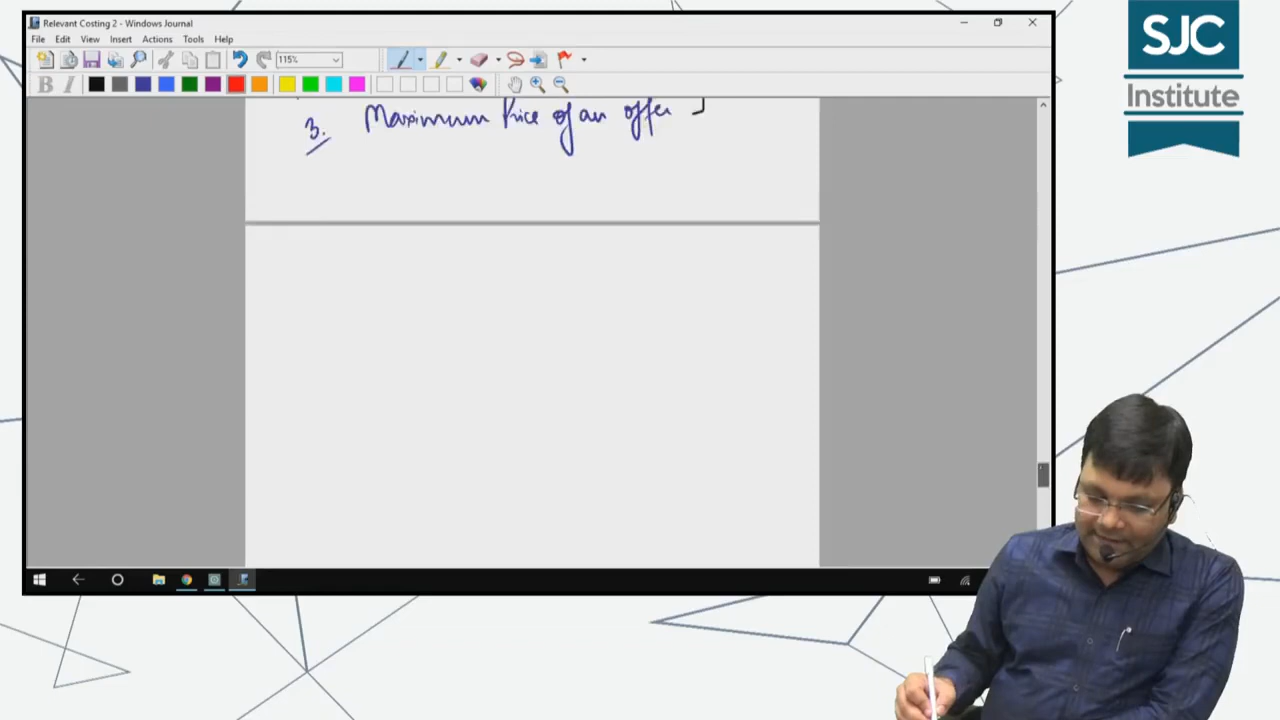 Relevant Costing 2 - Windows Journal
File Edit View Insert Actions Tools Help
115%
B I
3. Maximum Price of an offer
SJC
Institute